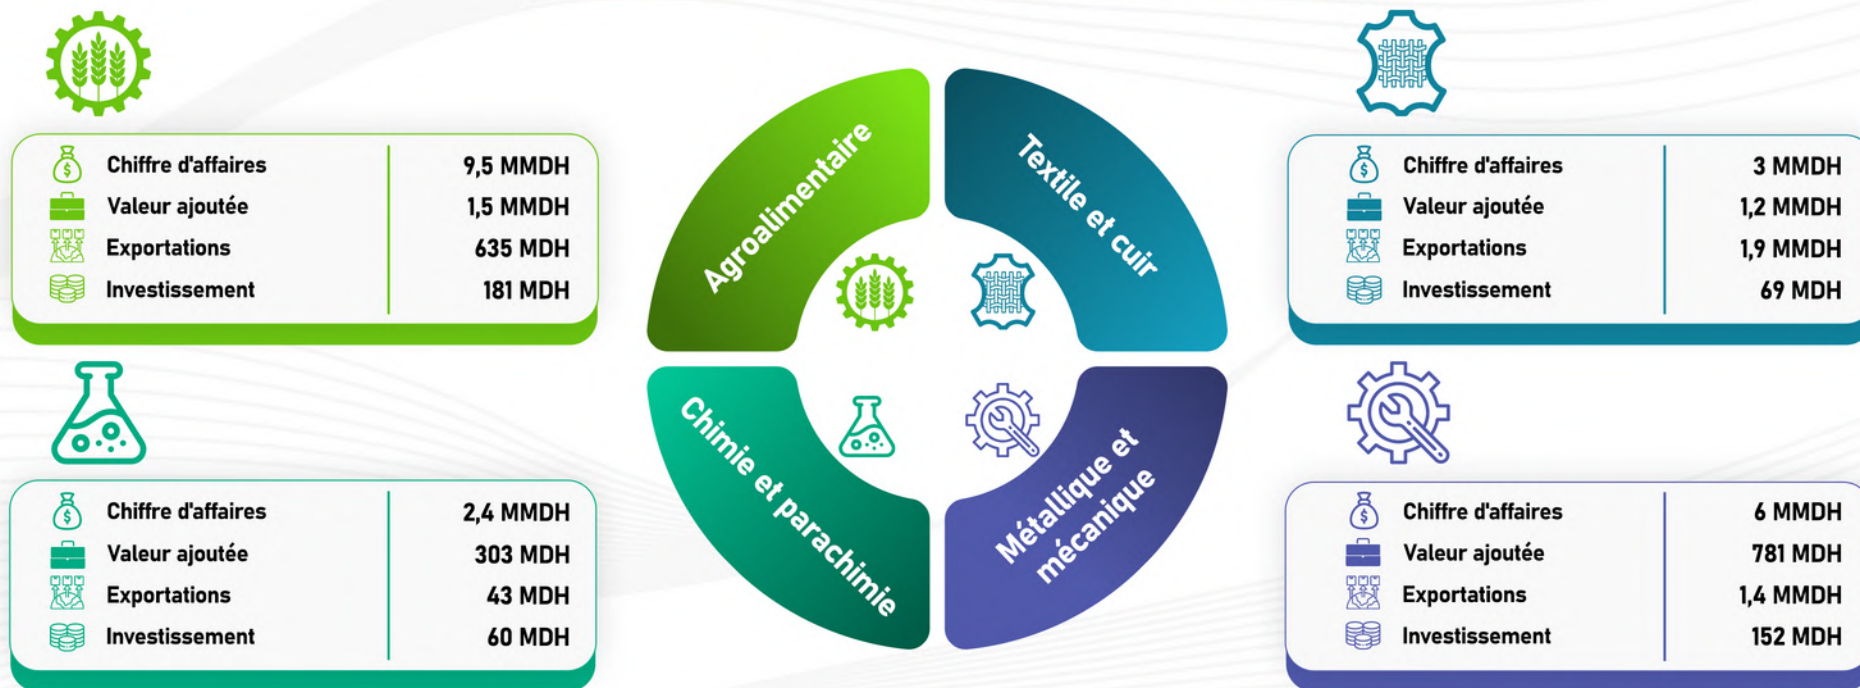 Chiffre d'affaires 9,5 MMDH
Valeur ajoutée 1,5 MMDH
Exportations 635 MDH
Investissement 181 MDH
Agroalimentaire
Textile et cuir
Chiffre d'affaires 3 MMDH
Valeur ajoutée 1,2 MMDH
Exportations 1,9 MMDH
Investissement 69 MDH
Chiffre d'affaires 2,4 MMDH
Valeur ajoutée 303 MDH
Exportations 43 MDH
Investissement 60 MDH
Chimie et parachimie
Métallique et
mécanique
Chiffre d'affaires 6 MMDH
Valeur ajoutée 781 MDH
Exportations 1,4 MMDH
Investissement 152 MDH